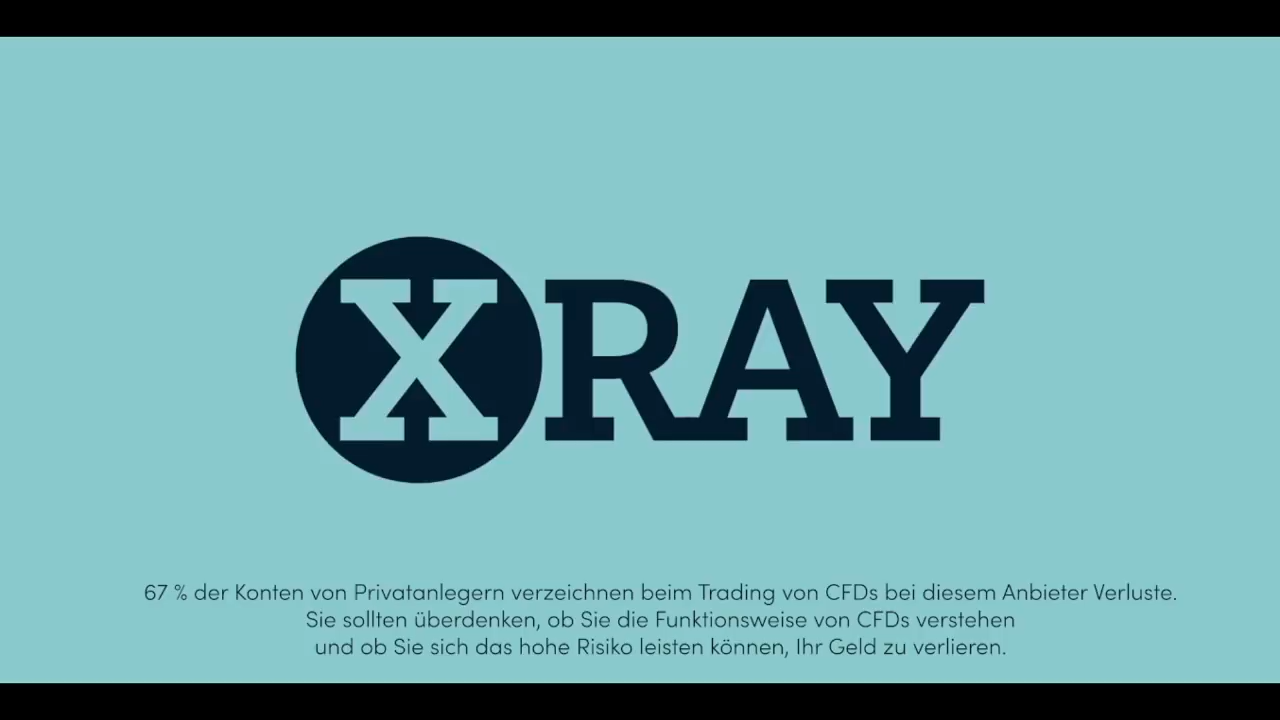 XRAY
67 % der Konten von Privatanlegern verzeichnen beim Trading von CFDs bei diesem Anbieter Verluste.
Sie sollten überdenken, ob Sie die Funktionsweise von CFDs verstehen
und ob Sie sich das hohe Risiko leisten können, Ihr Geld zu verlieren.